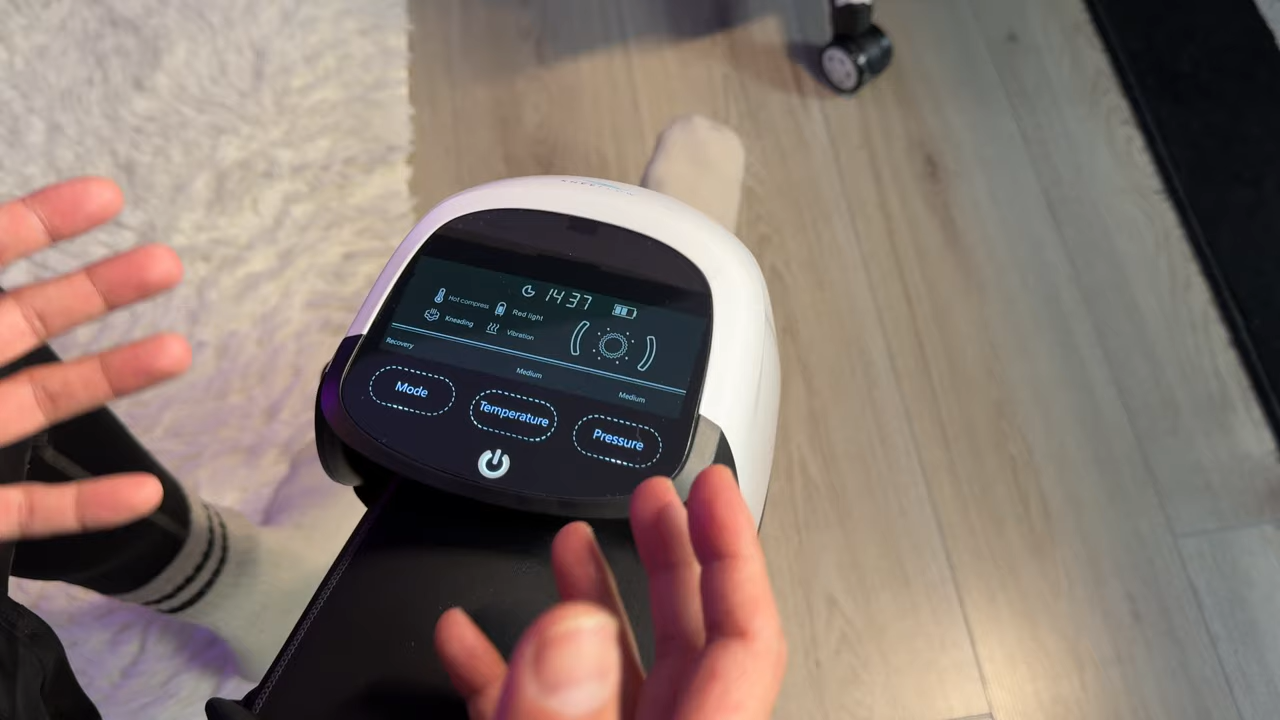 14 37
Hot compress Red light
Kneading Vibration
Recovery Medium Medium
Mode Temperature Pressure